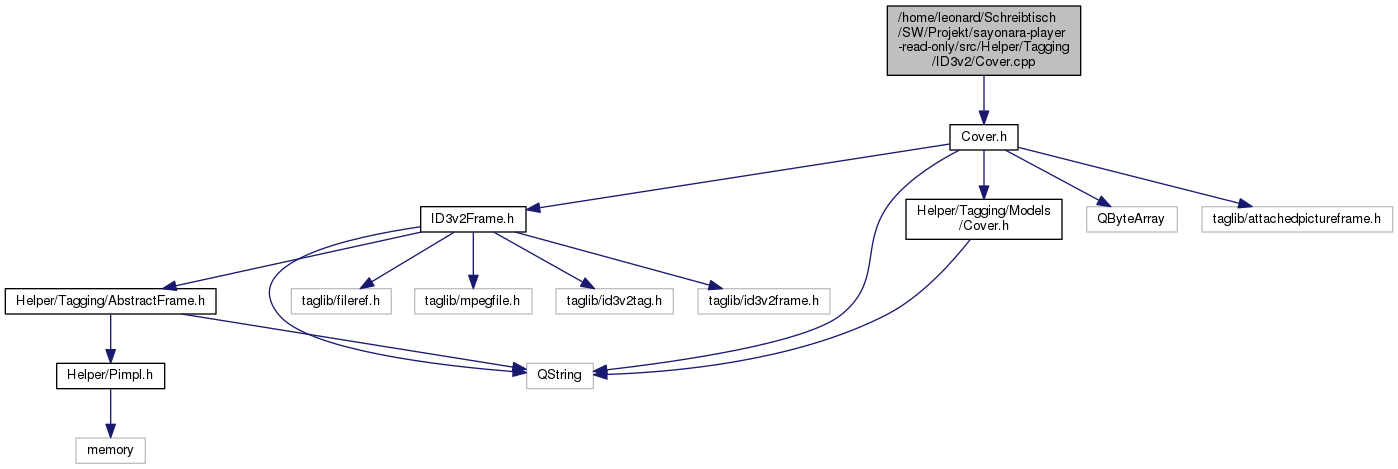 /home/leonard/Schreibtisch
/SW/Projekt/sayonara-player
-read-only/src/Helper/Tagging
/ID3v2/Cover.cpp
Cover.h
ID3v2Frame.h
Helper/Tagging/Models
/Cover.h
QByteArray
taglib/attachedpictureframe.h
Helper/Tagging/AbstractFrame.h
taglib/fileref.h
taglib/mpegfile.h
taglib/id3v2tag.h
taglib/id3v2frame.h
Helper/Pimpl.h
QString
memory